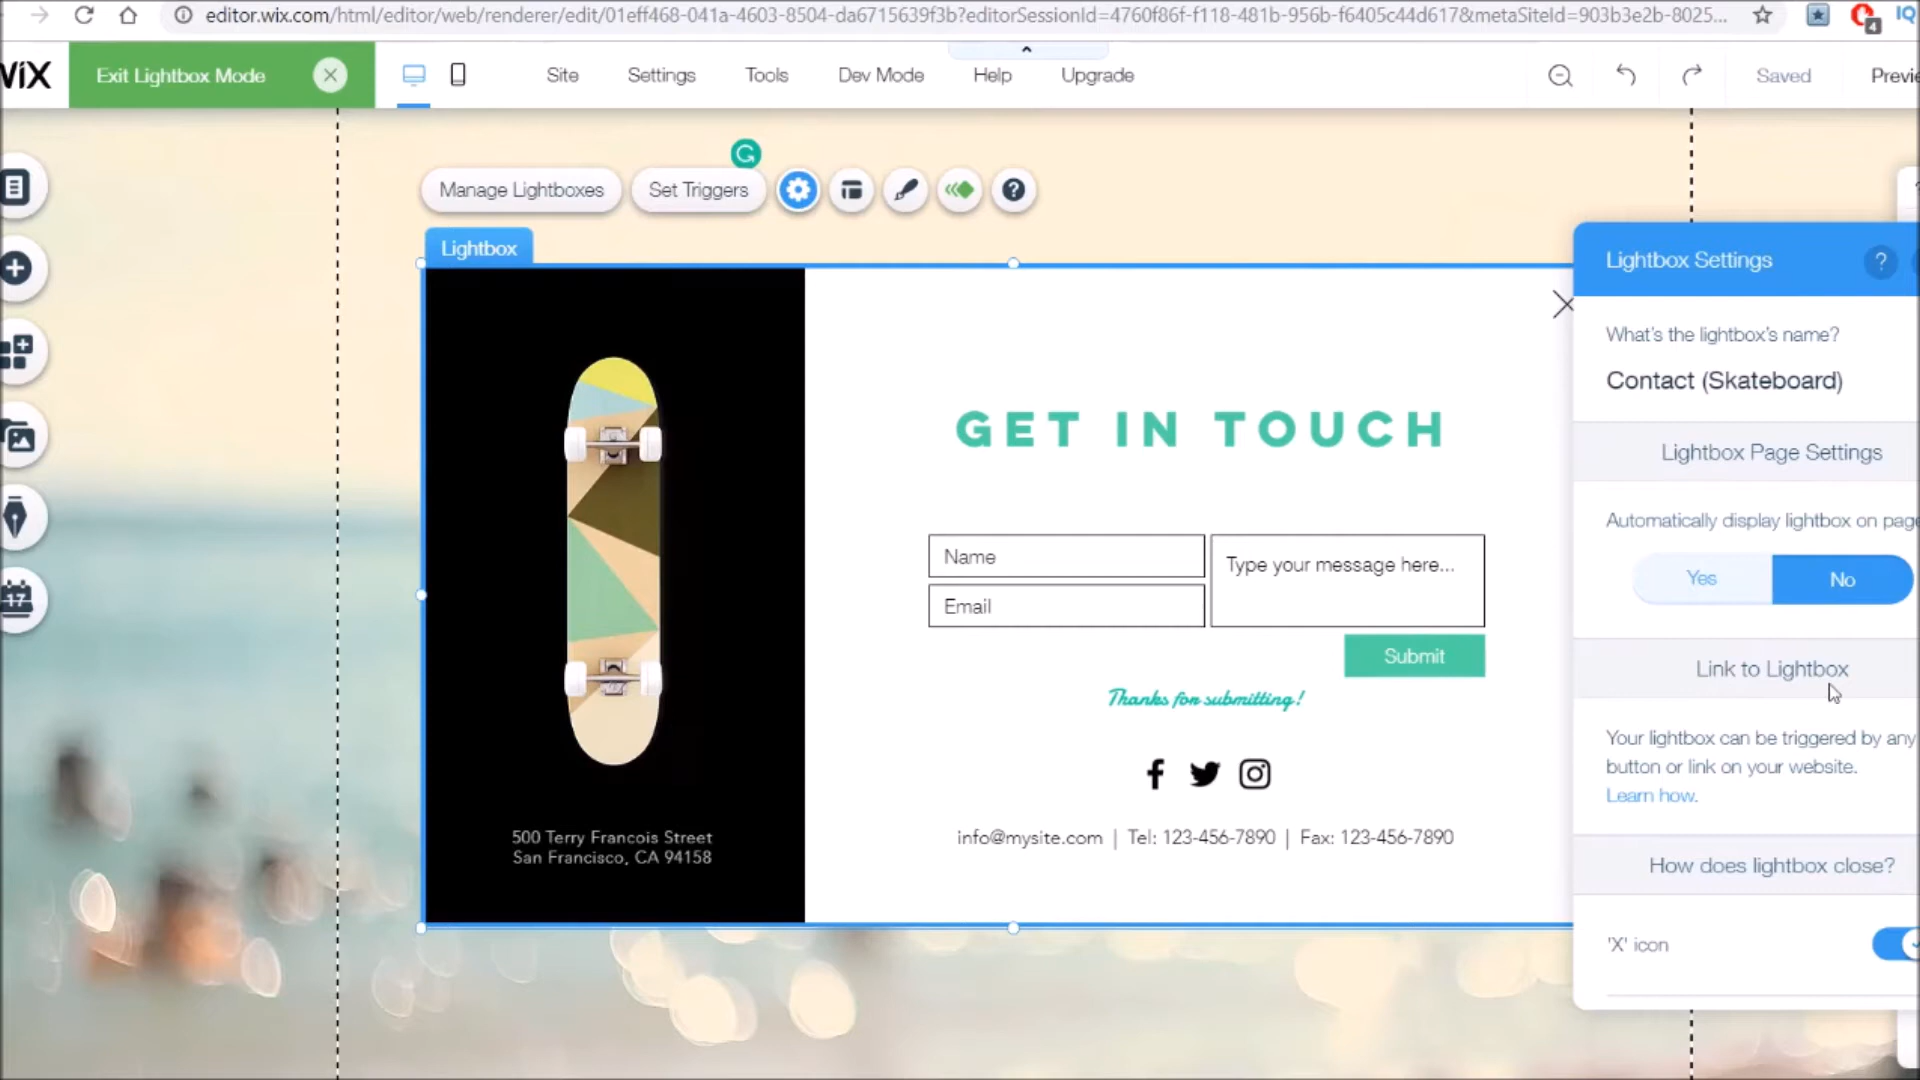 editor.wix.com/html/editor/web/renderer/edit/01eff468-041a-4603-8504-da6715639f3b?editorSessionId=4760f86f-f118-481b-956b-f6405c44d617&metaSiteId=903b3e2b-8025...
4
IQ
WiX
Exit Lightbox Mode
Site
Settings
Tools
Dev Mode
Help
Upgrade
Saved
Previe
Manage Lightboxes
Set Triggers
?
Lightbox
GET IN TOUCH
Name
Type your message here...
Email
Submit
Thanks for submitting!
500 Terry Francois Street
San Francisco, CA 94158
info@mysite.com | Tel: 123-456-7890 | Fax: 123-456-7890
17
Lightbox Settings
?
What's the lightbox's name?
Contact (Skateboard)
Lightbox Page Settings
Automatically display lightbox on page
Yes
No
Link to Lightbox
Your lightbox can be triggered by any
button or link on your website.
Learn how.
How does lightbox close?
'X' icon